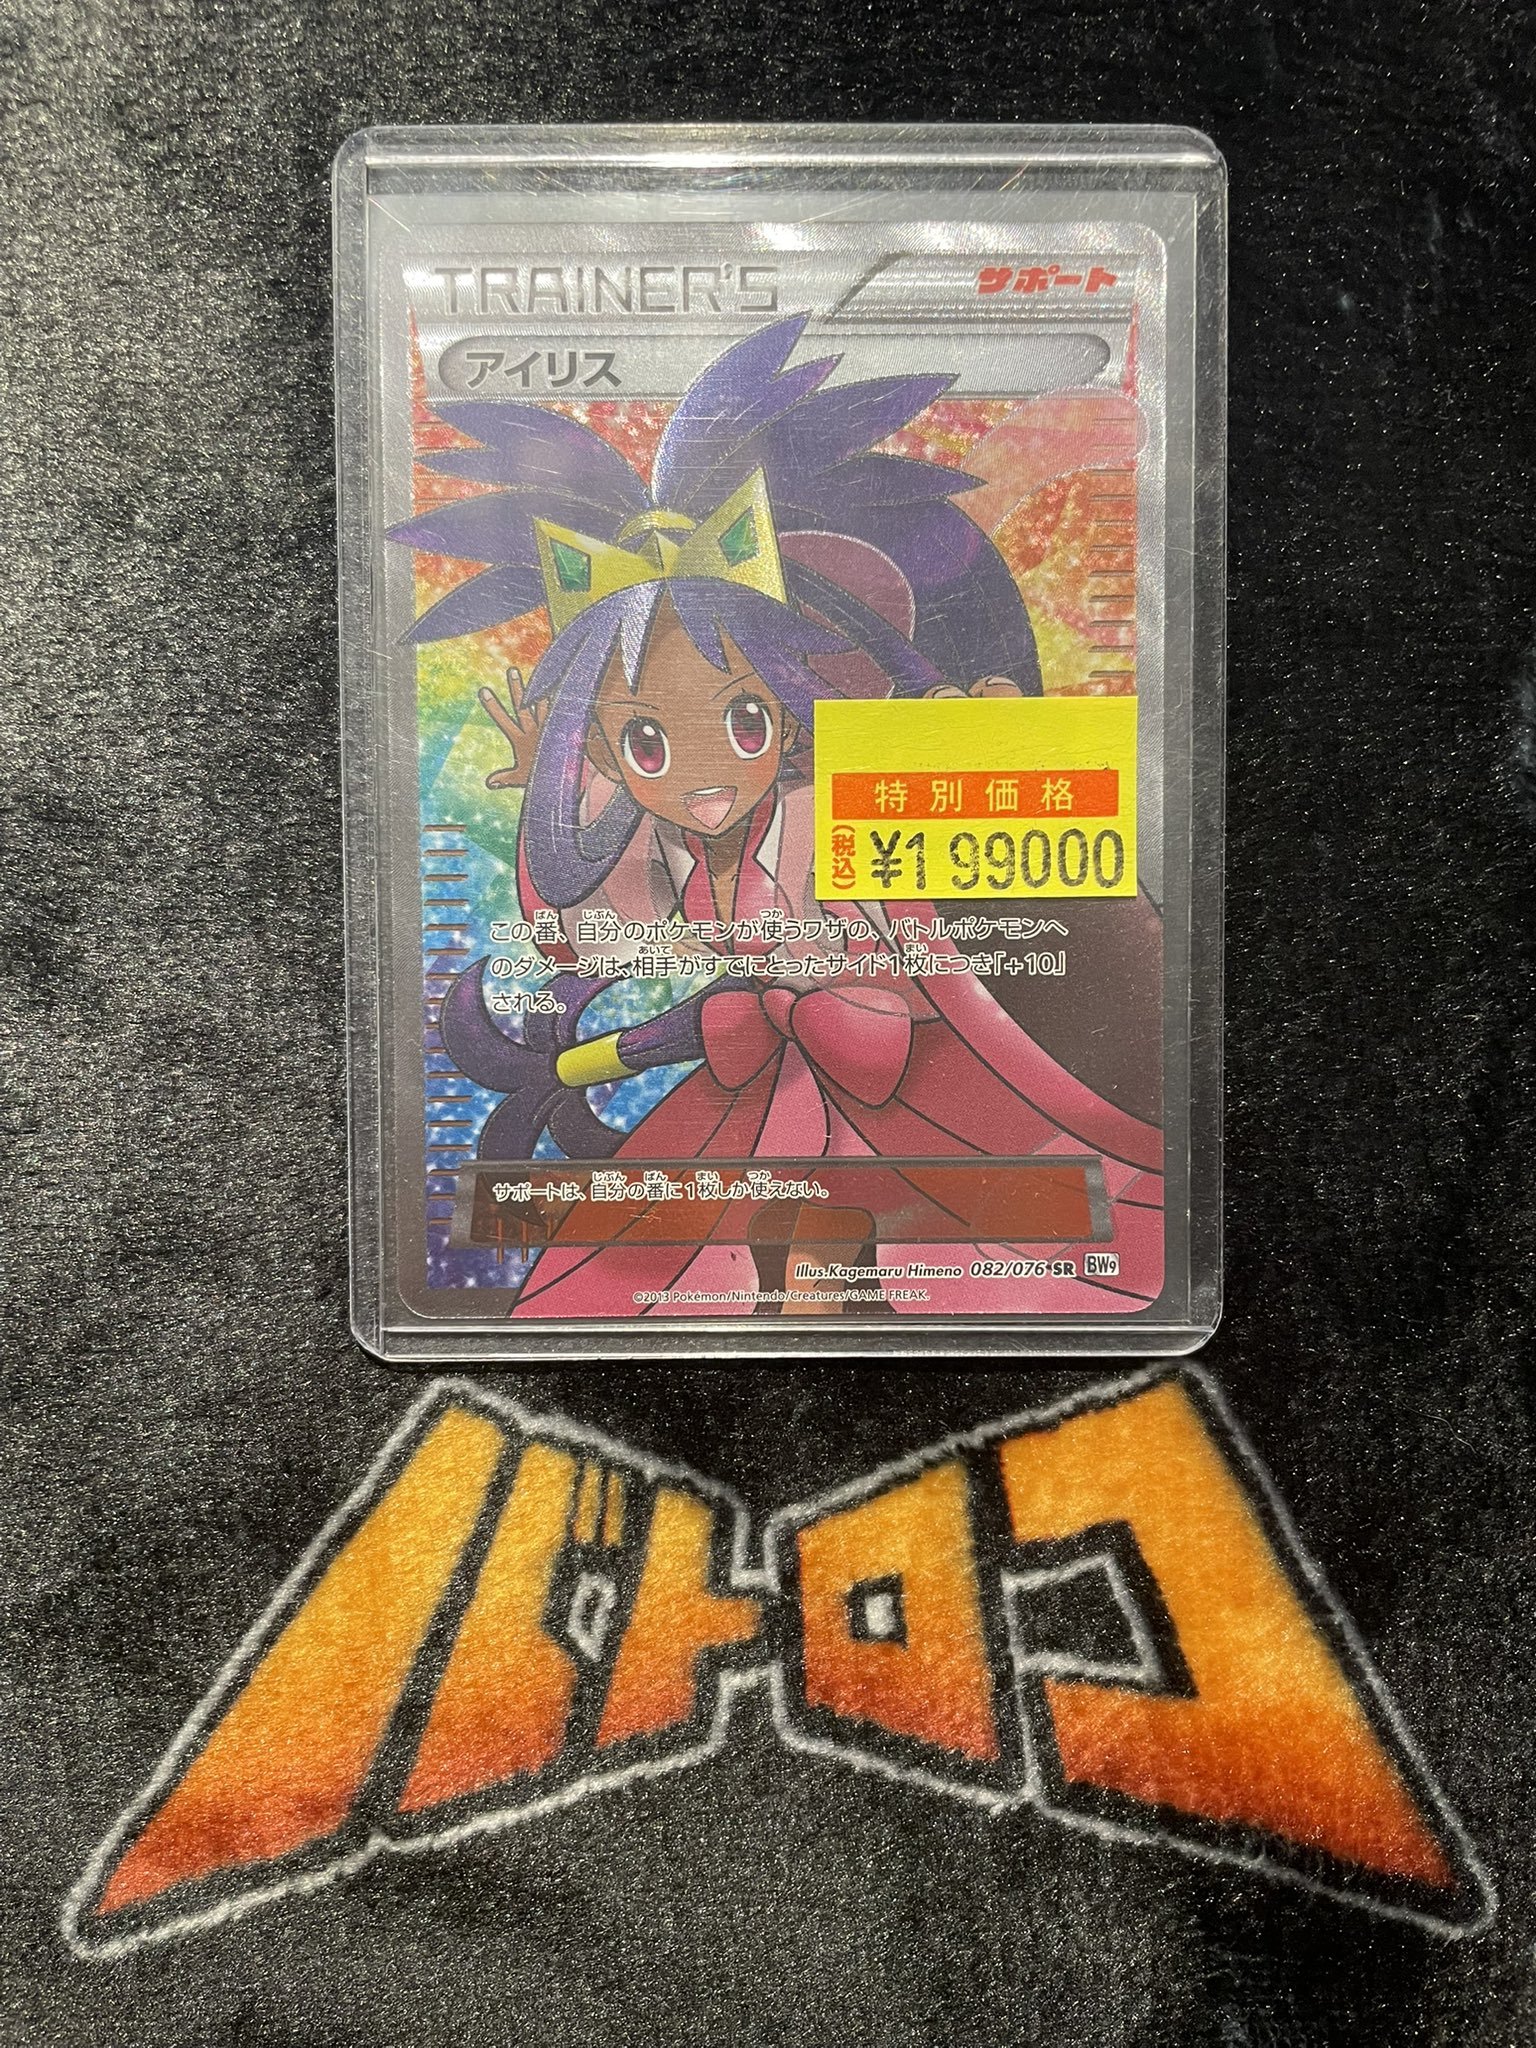 TRAINER'S
サポート
アイリス
特別価格
(税込)
¥199000
この番、自分のポケモンが使うワザの、バトルポケモンへ
のダメージは、相手がすでにとったサイド1枚につき「+10」
される。
サポートは、自分の番に1枚しか使えない。
Illus.Kagemaru Himeno 082/076 SR BW9
©2013 Pokémon/Nintendo/Creatures/GAME FREAK.
バトロコ